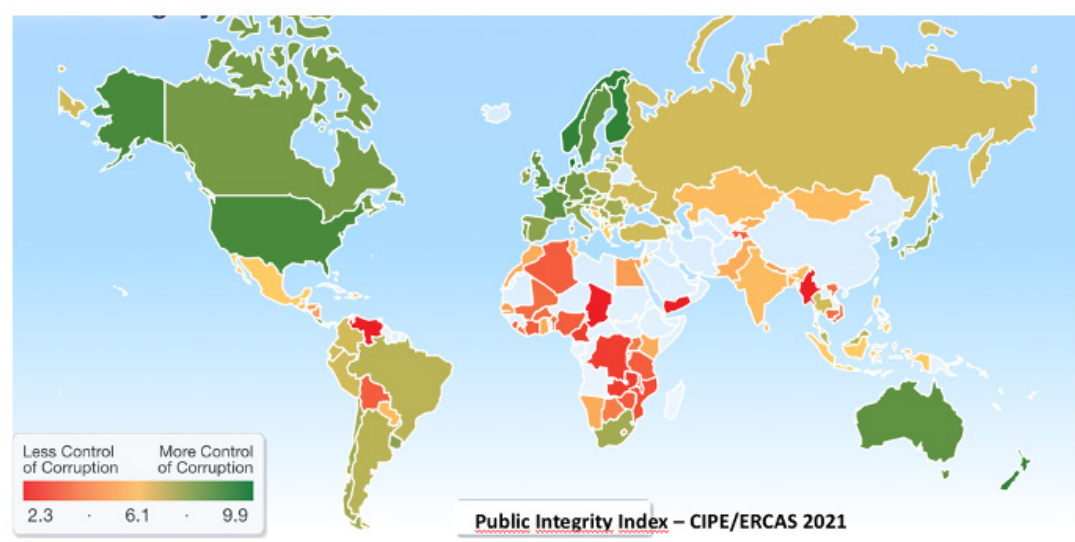 Less Control
of Corruption
More Control
of Corruption
2.3 · 6.1 · 9.9
Public Integrity Index – CIPE/ERCAS 2021